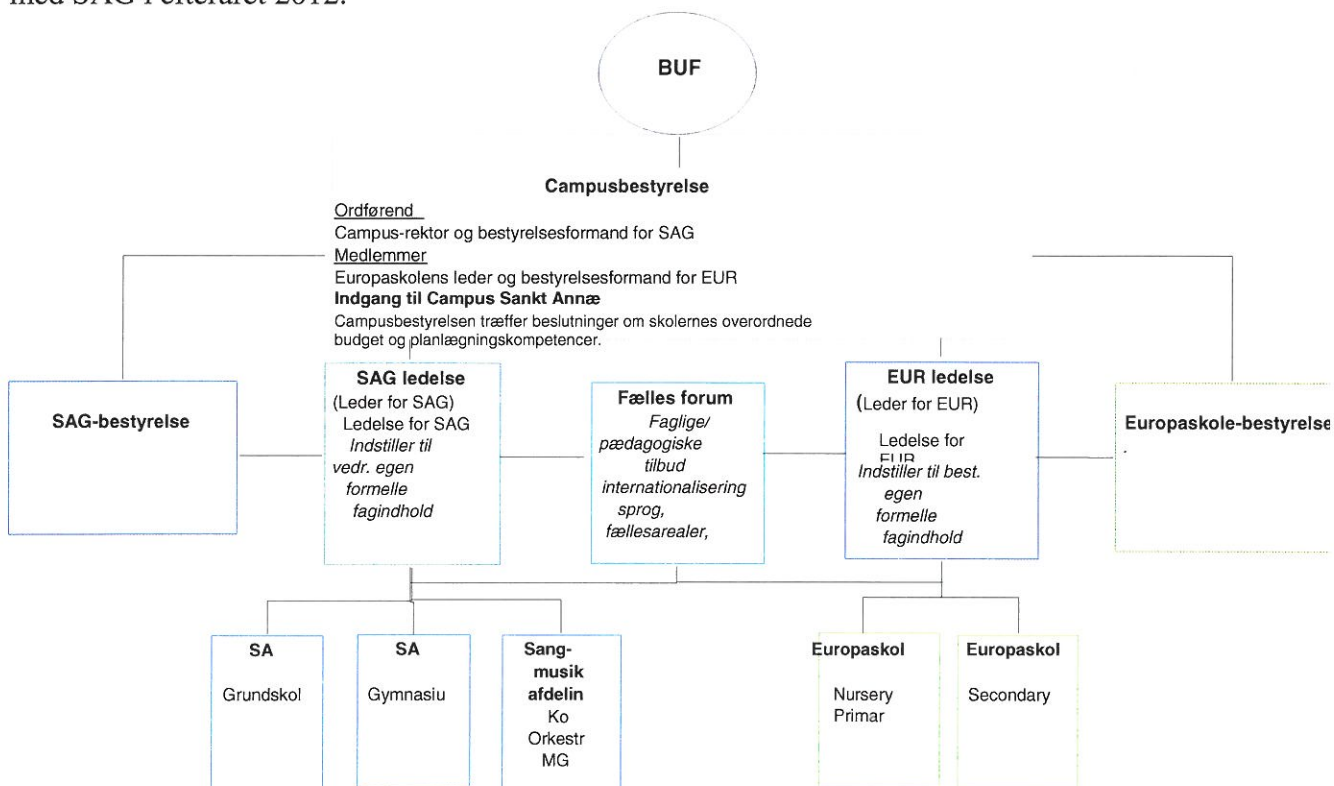 med SAG i efteråret 2012.
BUF
Campusbestyrelse
Ordførend
Campus-rektor og bestyrelsesformand for SAG
Medlemmer
Europaskolens leder og bestyrelsesformand for EUR
Indgang til Campus Sankt Annæ
Campusbestyrelsen træffer beslutninger om skolernes overordnede
budget og planlægningskompetencer.
SAG-bestyrelse
SAG ledelse
(Leder for SAG)
Ledelse for SAG
Indstiller til
vedr. egen
formelle
fagindhold
Fælles forum
Faglige/
pædagogiske
tilbud
internationalisering
sprog,
fællesarealer,
EUR ledelse
(Leder for EUR)
Ledelse for
EUR
Indstiller til best.
egen
formelle
fagindhold
Europaskole-bestyrelse
SA
Grundskol
SA
Gymnasiu
Sang-
musik
afdelin
Ko
Orkestr
MG
Europaskol
Nursery
Primar
Europaskol
Secondary